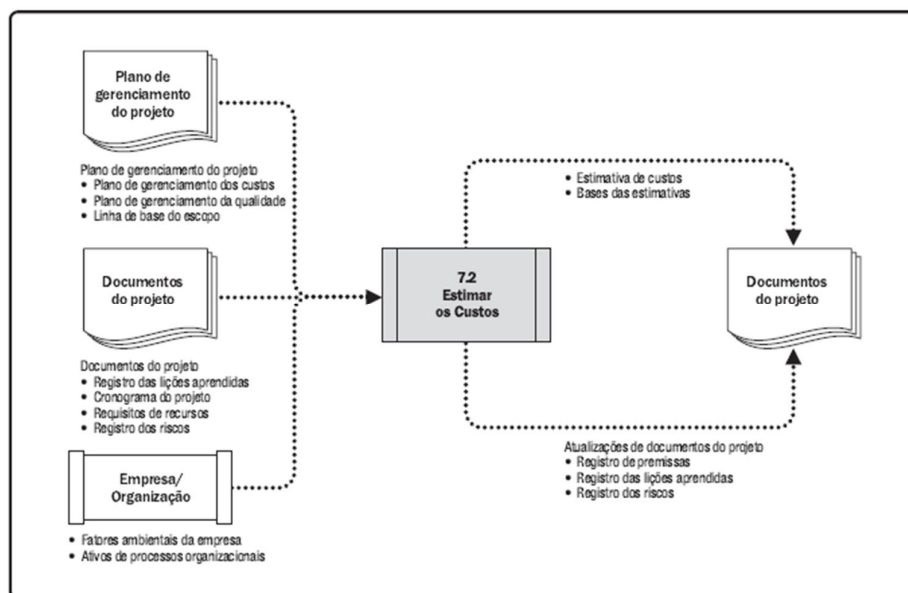 Plano de
gerenciamento
do projeto
Plano de gerenciamento do projeto
• Plano de gerenciamento dos custos
• Plano de gerenciamento da qualidade
• Linha de base do escopo
Documentos
do projeto
Documentos do projeto
• Registro das lições aprendidas
• Cronograma do projeto
• Requisitos de recursos
• Registro dos riscos
Empresa/
Organização
• Fatores ambientais da empresa
• Ativos de processos organizacionais
7.2
Estimar
os Custos
• Estimativa de custos
• Bases das estimativas
Documentos
do projeto
Atualizações de documentos do projeto
• Registro de premissas
• Registro das lições aprendidas
• Registro dos riscos